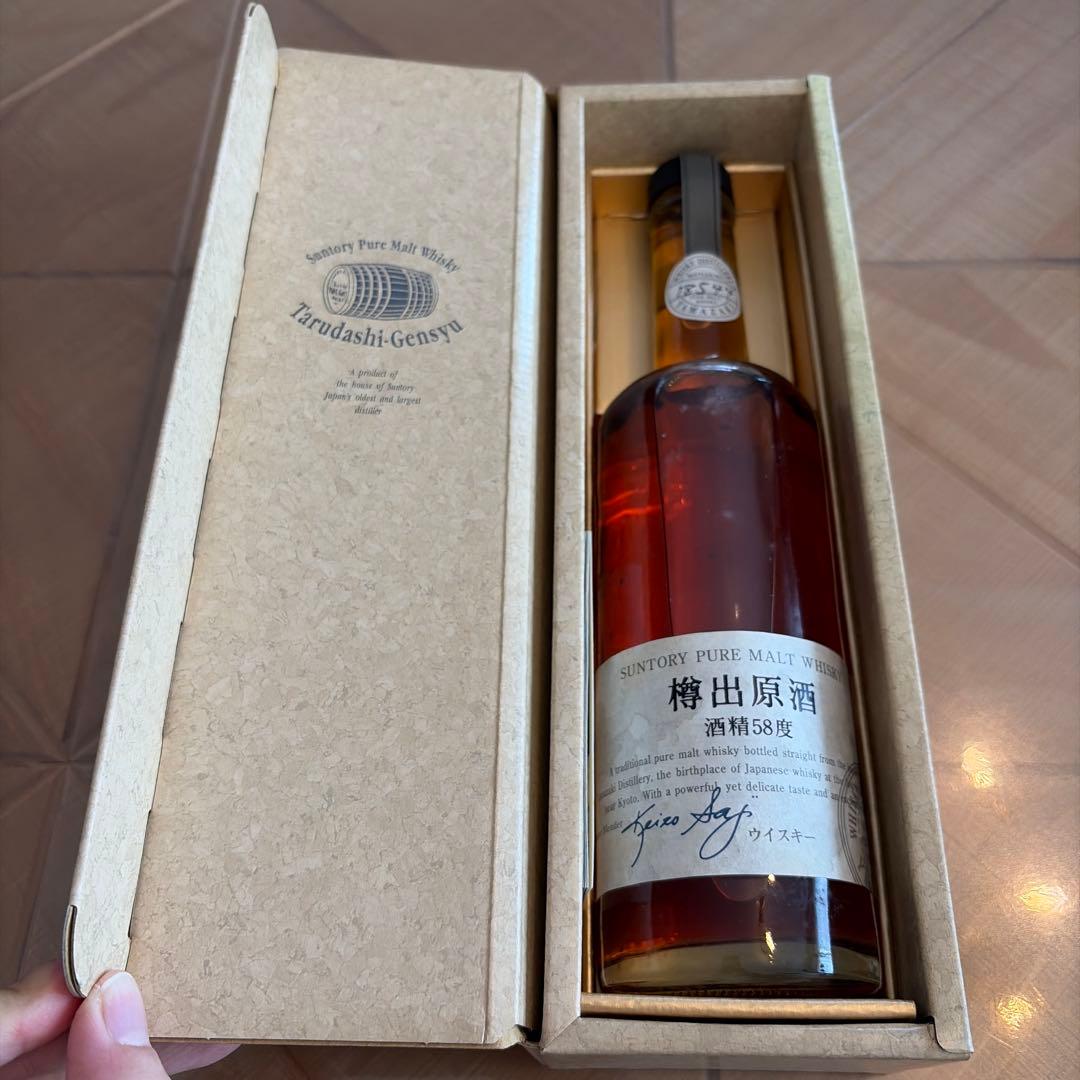 Suntory Pure Malt Whisky
Tarudashi-Gensyu
A product of
the house of Suntory
Japan's oldest and largest
distiller
SUNTORY PURE MALT WHISKY
樽出原酒
酒精58度
A traditional pure malt whisky bottled straight from the
Distillery, the birthplace of Japanese whisky at the
near Kyoto. With a powerful, yet delicate taste and
Blender Keizo Saji
ウイスキー